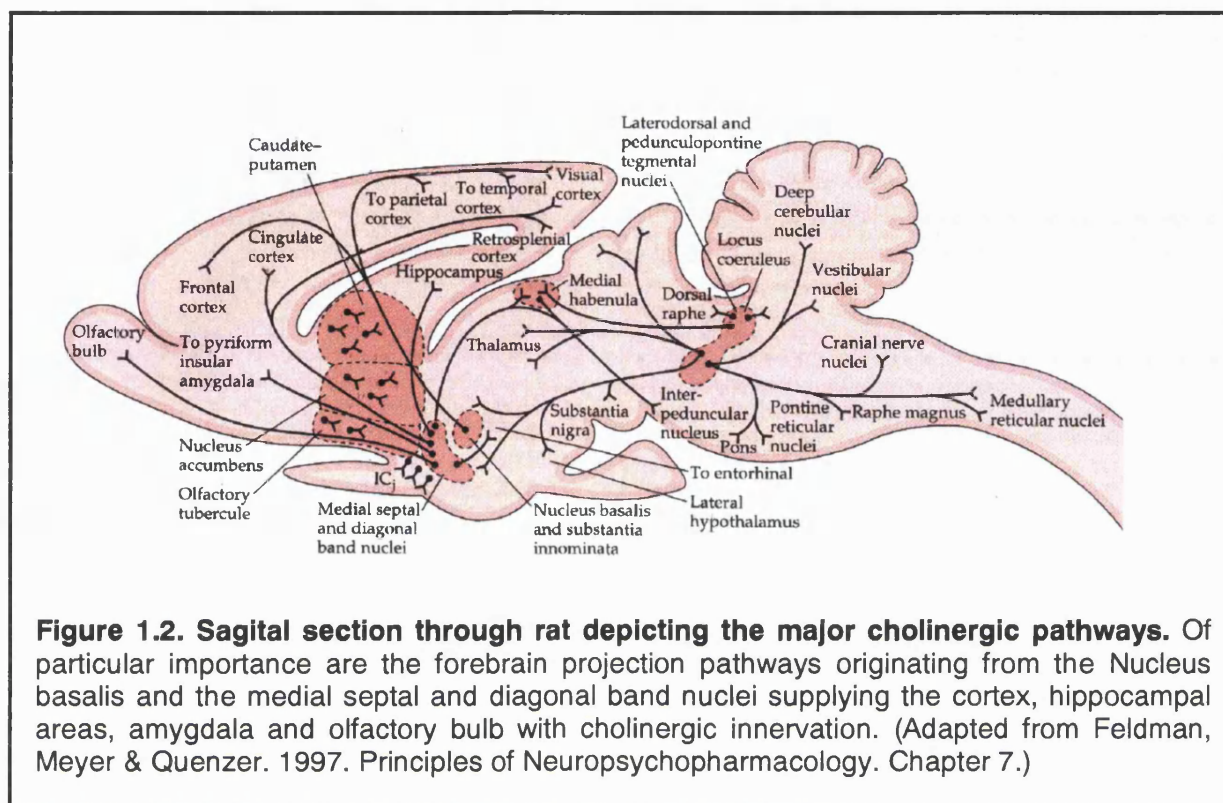 Caudate–
putamen
Laterodorsal and
pedunculopontine
tegmental
nuclei
To parietal
cortex
To temporal
cortex
Visual
cortex
Deep
cerebullar
nuclei
Cingulate
cortex
Retrosplenial
cortex
Locus
coeruleus
Frontal
cortex
Hippocampus
Medial
habenula
Vestibular
nuclei
Dorsal
raphe
Olfactory
bulb
To pyriform
insular
amygdala
Thalamus
Cranial nerve
nuclei
Nucleus
accumbens
Substantia
nigra
Inter-
peduncular
nucleus
Pons
Pontine
reticular
nuclei
Raphe magnus
Medullary
reticular nuclei
Olfactory
tubercule
ICj
Medial septal
and diagonal
band nuclei
Nucleus basalis
and substantia
innominata
To entorhinal
Lateral
hypothalamus
Figure 1.2. Sagital section through rat depicting the major cholinergic pathways. Of
particular importance are the forebrain projection pathways originating from the Nucleus
basalis and the medial septal and diagonal band nuclei supplying the cortex, hippocampal
areas, amygdala and olfactory bulb with cholinergic innervation. (Adapted from Feldman,
Meyer & Quenzer. 1997. Principles of Neuropsychopharmacology. Chapter 7.)